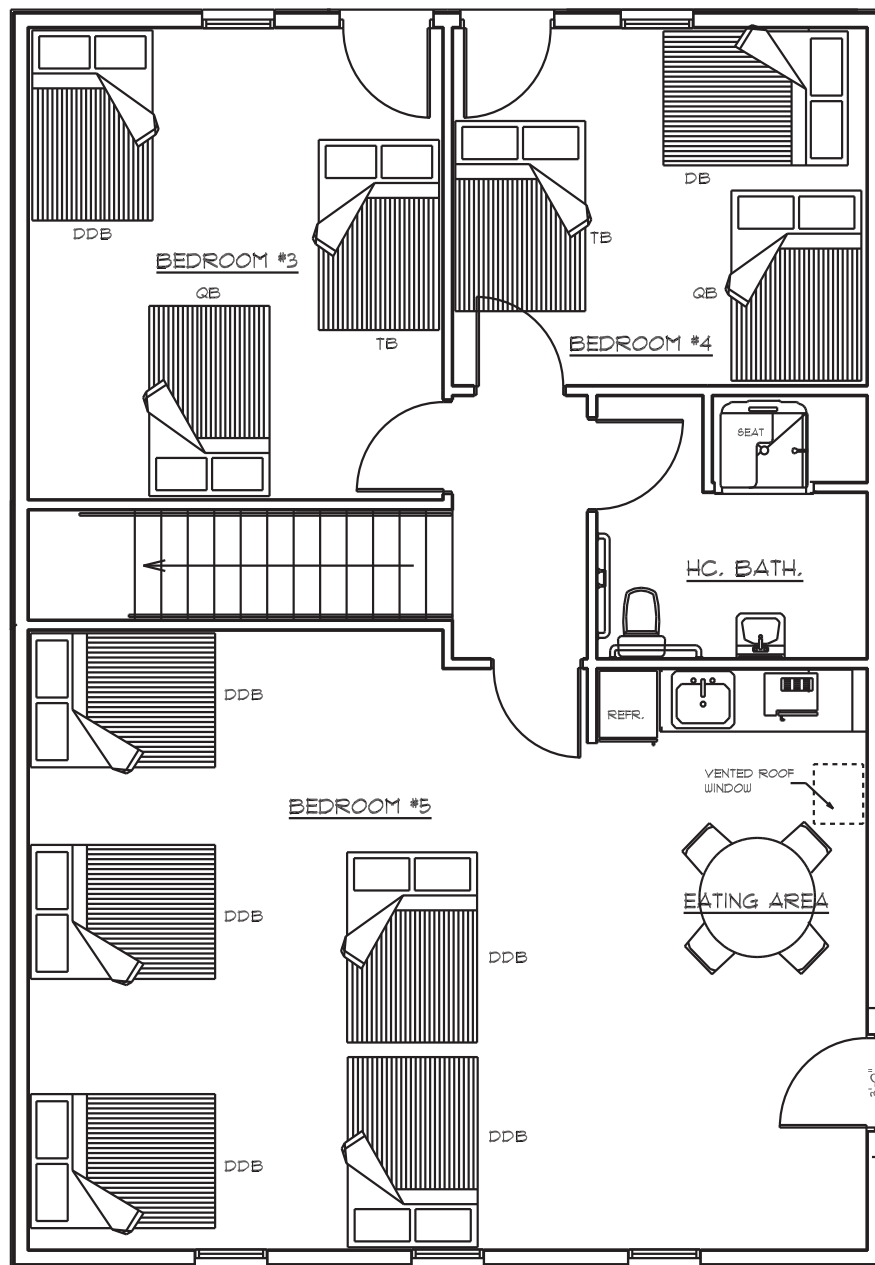 DB
DDB
TB
BEDROOM #3
QB
QB
TB
BEDROOM #4
SEAT
HC. BATH.
DDB
REFR.
VENTED ROOF
WINDOW
BEDROOM #5
EATING AREA
DDB
DDB
DDB
DDB